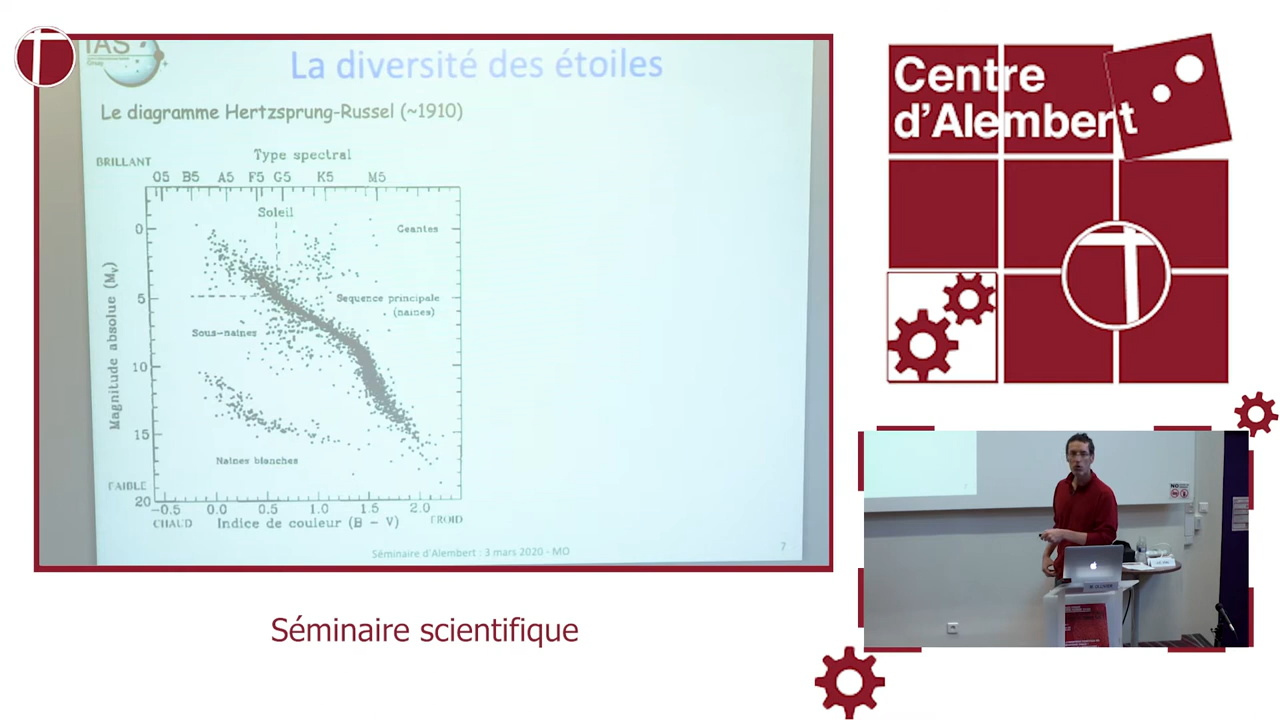 IAS
La diversité des étoiles
Le diagramme Hertzsprung-Russel (~1910)
BRILLANT
Type spectral
O5 B5 A5 F5 G5 K5 M5
Soleil
Geantes
Sequence principale
(naines)
Sous-naines
Naines blanches
Magnitude absolue (Mv)
0
5
10
15
20
FAIBLE
-0.5 0.0 0.5 1.0 1.5 2.0
CHAUD
Indice de couleur (B - V)
FROID
Séminaire d'Alembert : 3 mars 2020 - MO
7
Séminaire scientifique
Centre
d'Alembert
NO